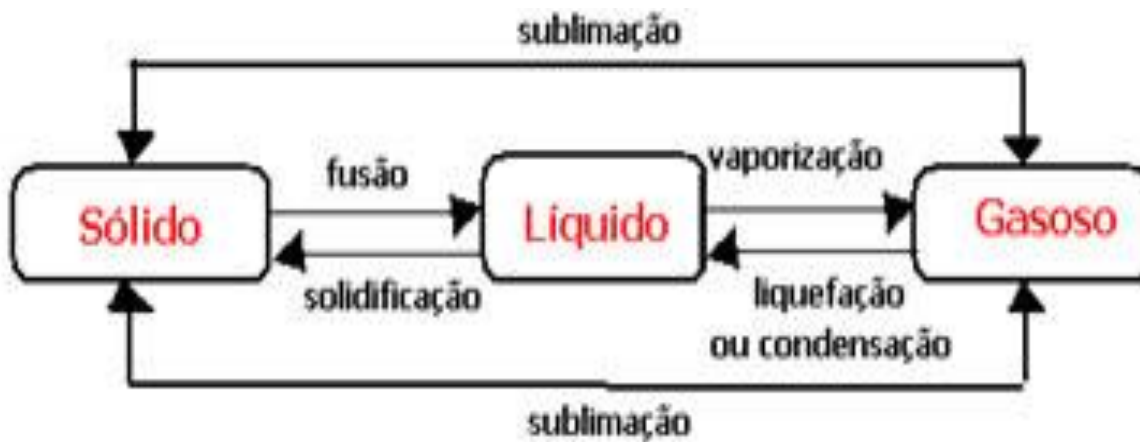 sublimação
fusão
vaporização
Sólido
Líquido
Gasoso
solidificação
liquefação
ou condensação
sublimação